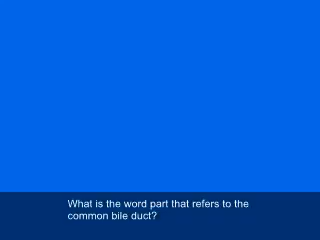 What is the word part that refers to the
common bile duct?